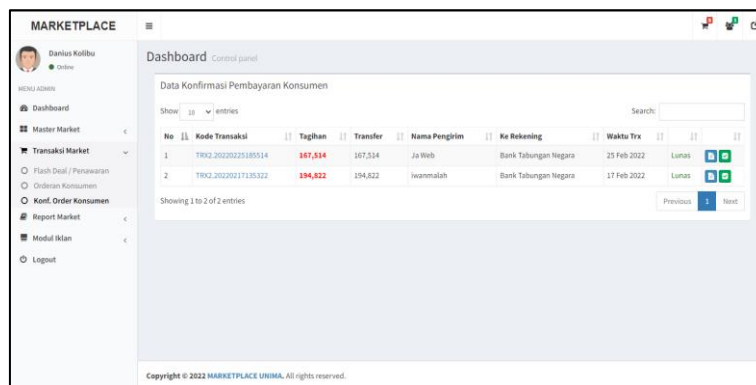 MARKETPLACE
Danius Kolibu
Online
MENU ADMIN
Dashboard
Master Market
Transaksi Market
Flash Deal / Penawaran
Orderan Konsumen
Konf. Order Konsumen
Report Market
Modul Iklan
Logout
Dashboard Control panel
Data Konfirmasi Pembayaran Konsumen
Show 10 entries Search:
No Kode Transaksi Tagihan Transfer Nama Pengirim Ke Rekening Waktu Trx
1 TRX2.20220225185514 167,514 167,514 Ja Web Bank Tabungan Negara 25 Feb 2022 Lunas
2 TRX2.20220217135322 194,822 194,822 iwanmalah Bank Tabungan Negara 17 Feb 2022 Lunas
Showing 1 to 2 of 2 entries Previous 1 Next
Copyright © 2022 MARKETPLACE UNIMA. All rights reserved.